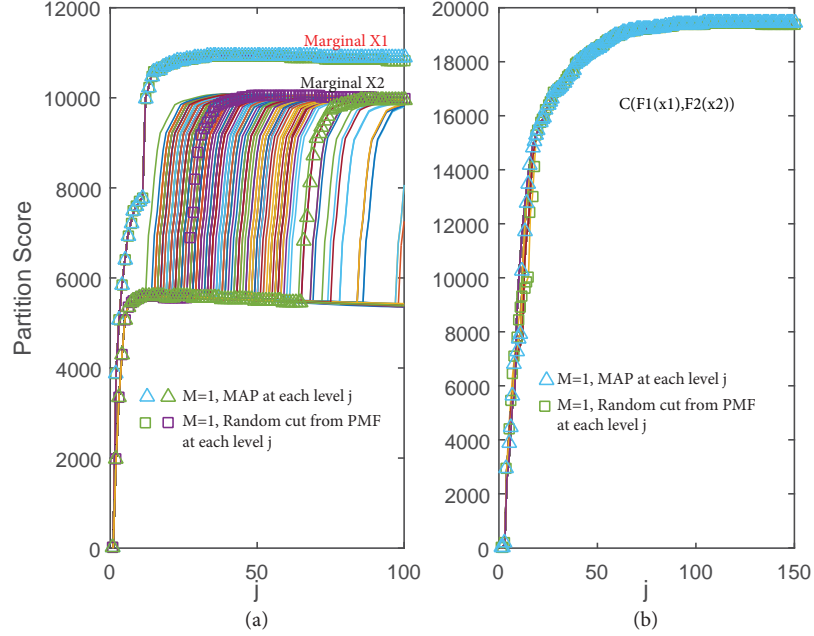 Marginal X1
Marginal X2
M=1, MAP at each level j
M=1, Random cut from PMF
at each level j
Partition Score
12000
10000
8000
6000
4000
2000
0
0
50
100
j
(a)
C(F1(x1),F2(x2))
M=1, MAP at each level j
M=1, Random cut from PMF
at each level j
20000
18000
16000
14000
12000
10000
8000
6000
4000
2000
0
0
50
100
150
j
(b)